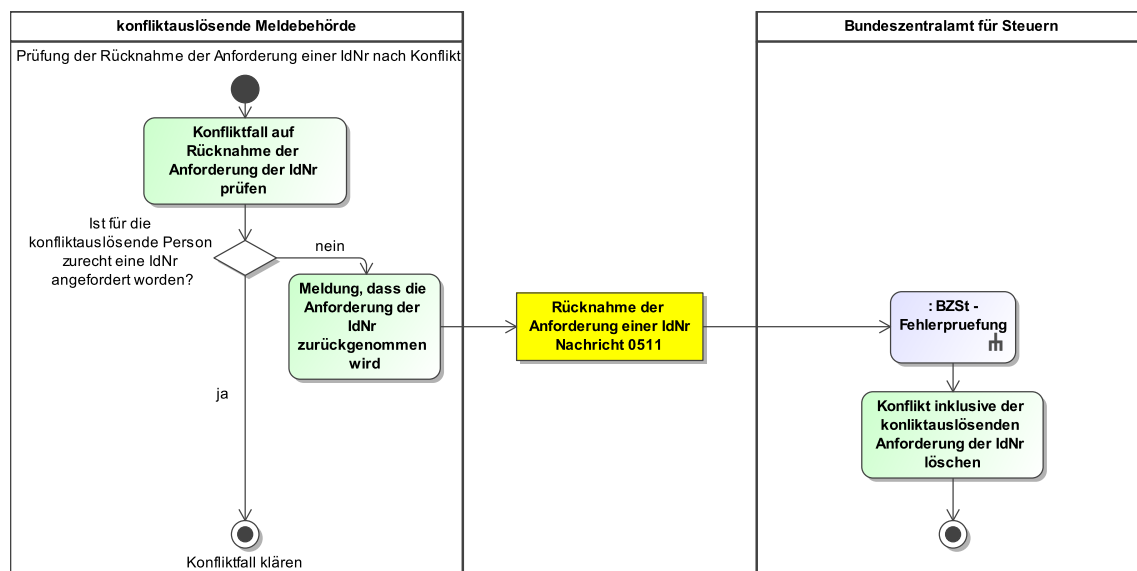 konfliktauslösende Meldebehörde
Bundeszentralamt für Steuern
Prüfung der Rücknahme der Anforderung einer IdNr nach Konflikt
Konfliktfall auf
Rücknahme der
Anforderung der IdNr
prüfen
Ist für die
konfliktauslösende Person
zurecht eine IdNr
angefordert worden?
nein
Meldung, dass die
Anforderung der
IdNr
zurückgenommen
wird
Rücknahme der
Anforderung einer IdNr
Nachricht 0511
: BZSt -
Fehlerpruefung
ja
Konflikt inklusive der
konliktauslösenden
Anforderung der IdNr
löschen
Konfliktfall klären